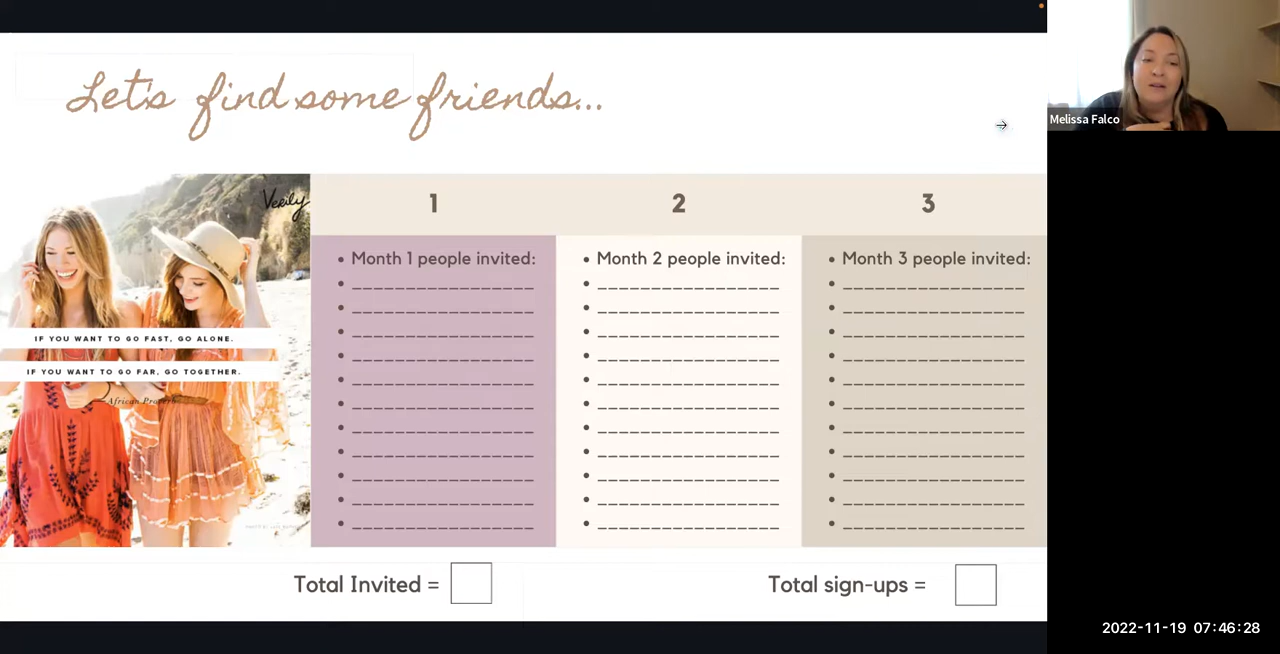 Let's find some friends...
Melissa Falco
Verily
IF YOU WANT TO GO FAST, GO ALONE.
IF YOU WANT TO GO FAR, GO TOGETHER.
—African Proverb
1
2
3
• Month 1 people invited:
• Month 2 people invited:
• Month 3 people invited:
Total Invited =
Total sign-ups =
2022-11-19 07:46:28